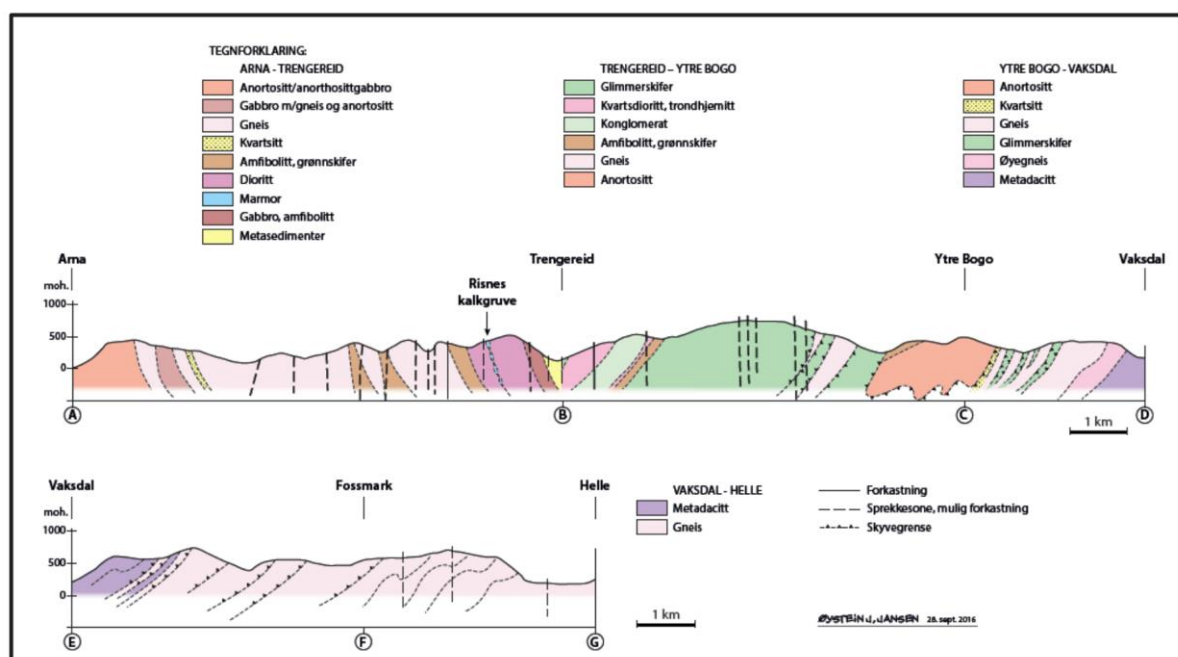 TEGNFORKLARING:
ARNA - TRENGEREID
Anortositt/anorthosittgabbro
Gabbro m/gneis og anortositt
Gneis
Kvartsitt
Amfibolitt, grønnskifer
Dioritt
Marmor
Gabbro, amfibolitt
Metasedimenter
TRENGEREID – YTRE BOGO
Glimmerskifer
Kvartsdioritt, trondhjemitt
Konglomerat
Amfibolitt, grønnskifer
Gneis
Anortositt
YTRE BOGO - VAKSDAL
Anortositt
Kvartsitt
Gneis
Glimmerskifer
Øyegneis
Metadacitt
Arna
Trengereid
Ytre Bogo
Vaksdal
moh.
Risnes
kalkgruve
1000
500
0
A
B
C
D
1 km
Vaksdal
Fossmark
Helle
moh.
1000
500
0
E
F
G
1 km
VAKSDAL - HELLE
Metadacitt
Gneis
Forkastning
Sprekkesone, mulig forkastning
Skyvegrense
ØYSTEIN J. JANSEN 28. sept. 2016